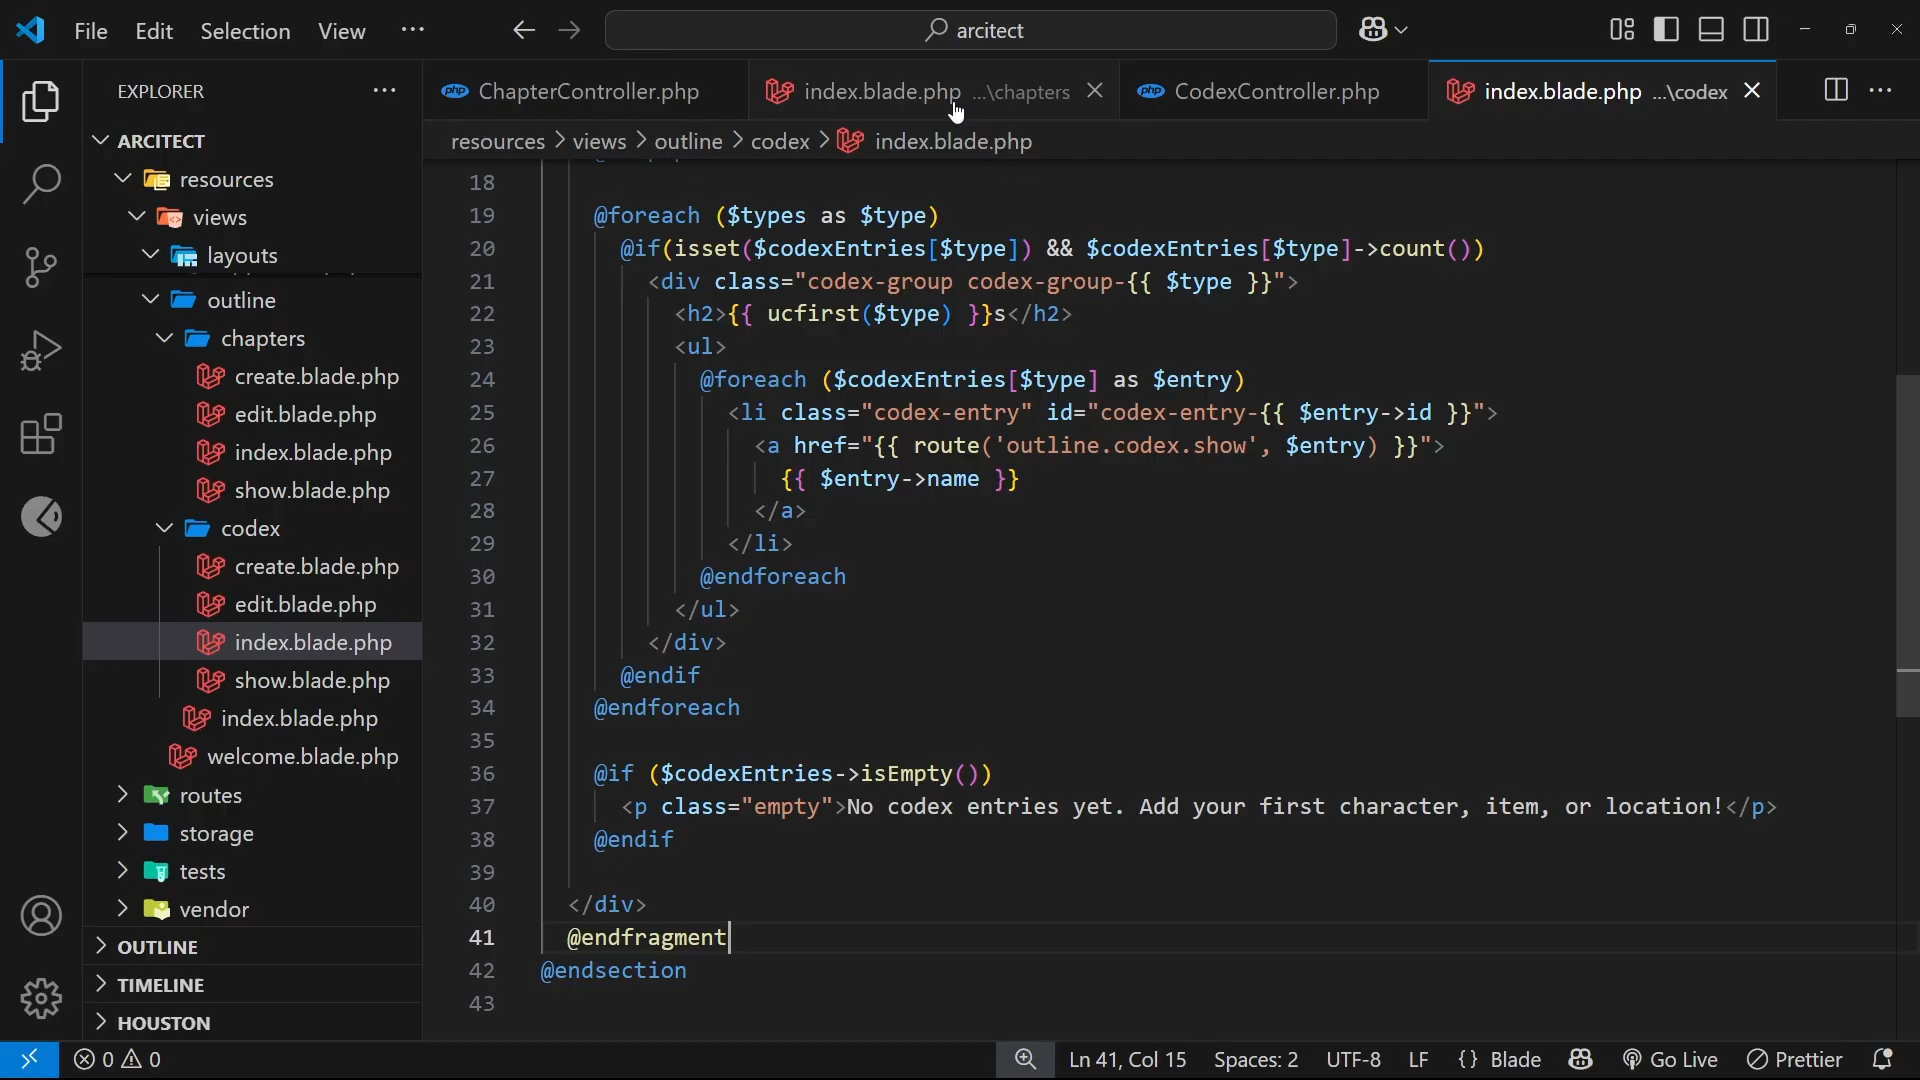 File Edit Selection View ···
arcitect
EXPLORER ···
ARCITECT
resources
views
layouts
outline
chapters
create.blade.php
edit.blade.php
index.blade.php
show.blade.php
codex
create.blade.php
edit.blade.php
index.blade.php
show.blade.php
index.blade.php
welcome.blade.php
routes
storage
tests
vendor
OUTLINE
TIMELINE
HOUSTON
php ChapterController.php index.blade.php ...\chapters php CodexController.php index.blade.php ...\codex ···
resources > views > outline > codex > index.blade.php
18
19 @foreach ($types as $type)
20 @if(isset($codexEntries[$type]) && $codexEntries[$type]->count())
21 <div class="codex-group codex-group-{{ $type }}">
22 <h2>{{ ucfirst($type) }}s</h2>
23 <ul>
24 @foreach ($codexEntries[$type] as $entry)
25 <li class="codex-entry" id="codex-entry-{{ $entry->id }}">
26 <a href="{{ route('outline.codex.show', $entry) }}">
27 {{ $entry->name }}
28 </a>
29 </li>
30 @endforeach
31 </ul>
32 </div>
33 @endif
34 @endforeach
35
36 @if ($codexEntries->isEmpty())
37 <p class="empty">No codex entries yet. Add your first character, item, or location!</p>
38 @endif
39
40 </div>
41 @endfragment
42 @endsection
43
0 0 Ln 41, Col 15 Spaces: 2 UTF-8 LF {} Blade Go Live Prettier